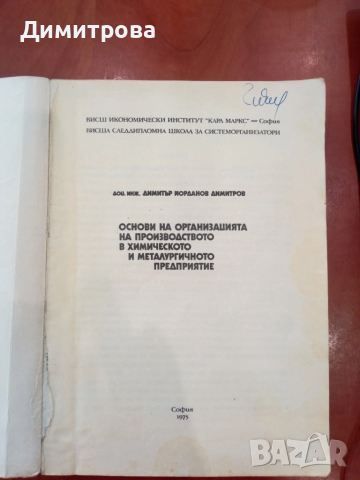 Димитрова
ВИСШ ИКОНОМИЧЕСКИ ИНСТИТУТ "КАРЛ МАРКС" — София
ВИСША СЛЕДДИПЛОМНА ШКОЛА ЗА СИСТЕМОРГАНИЗАТОРИ
доц. инж. ДИМИТЪР ЙОРДАНОВ ДИМИТРОВ
ОСНОВИ НА ОРГАНИЗАЦИЯТА
НА ПРОИЗВОДСТВОТО
В ХИМИЧЕСКОТО
И МЕТАЛУРГИЧНОТО
ПРЕДПРИЯТИЕ
София
1975
BAZAR